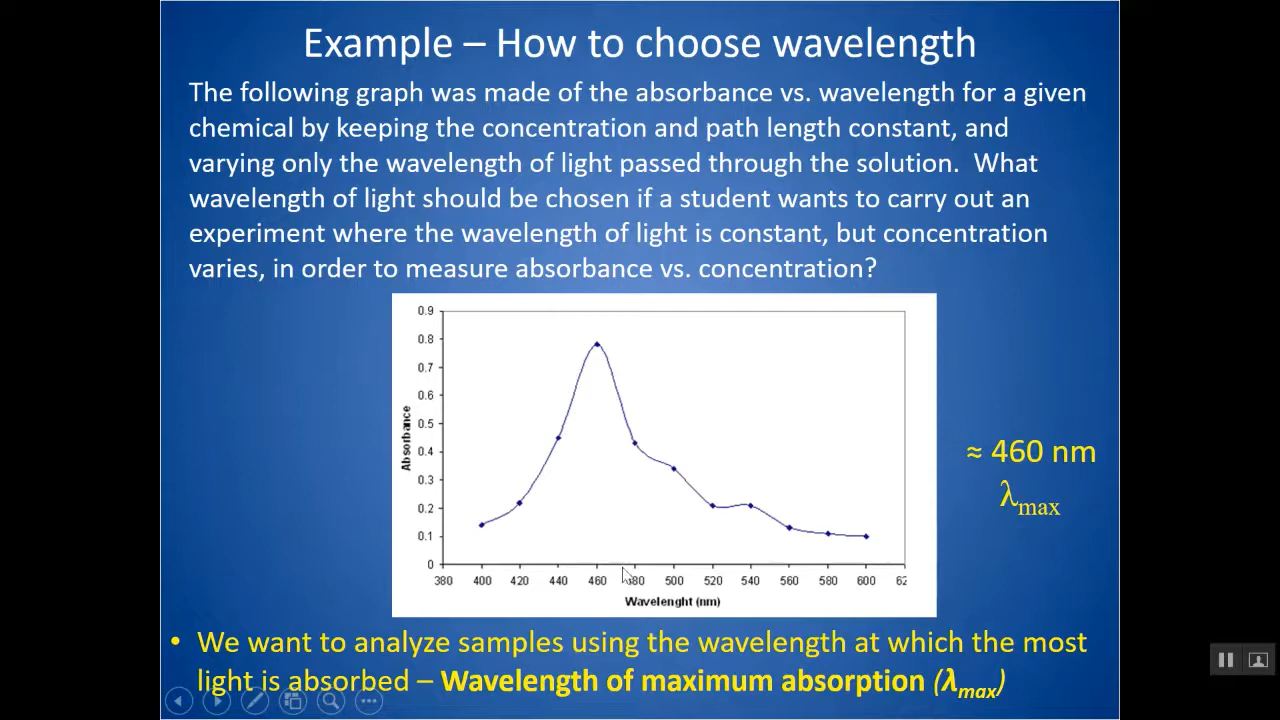 Example – How to choose wavelength
The following graph was made of the absorbance vs. wavelength for a given
chemical by keeping the concentration and path length constant, and
varying only the wavelength of light passed through the solution.  What
wavelength of light should be chosen if a student wants to carry out an
experiment where the wavelength of light is constant, but concentration
varies, in order to measure absorbance vs. concentration?
0.9
0.8
0.7
0.6
0.5
0.4
0.3
0.2
0.1
0
Absorbance
380 400 420 440 460 480 500 520 540 560 580 600 62
Wavelenght (nm)
≈ 460 nm
λmax
• We want to analyze samples using the wavelength at which the most
light is absorbed – Wavelength of maximum absorption (λmax)